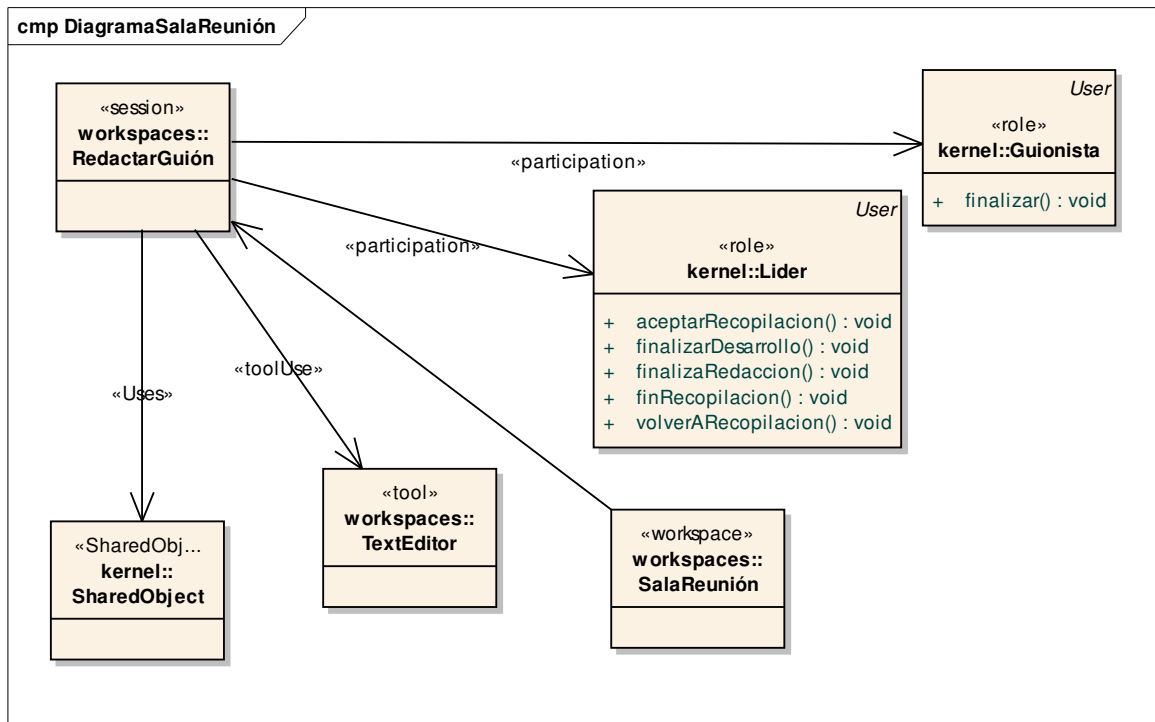 cmp DiagramaSalaReunión
«session»
workspaces::
RedactarGuión
«participation»
User
«role»
kernel::Guionista
+ finalizar() : void
«participation»
User
«role»
kernel::Lider
+ aceptarRecopilacion() : void
+ finalizarDesarrollo() : void
+ finalizaRedaccion() : void
+ finRecopilacion() : void
+ volverARecopilacion() : void
«Uses»
«toolUse»
«SharedObj...
kernel::
SharedObject
«tool»
workspaces::
TextEditor
«workspace»
workspaces::
SalaReunión